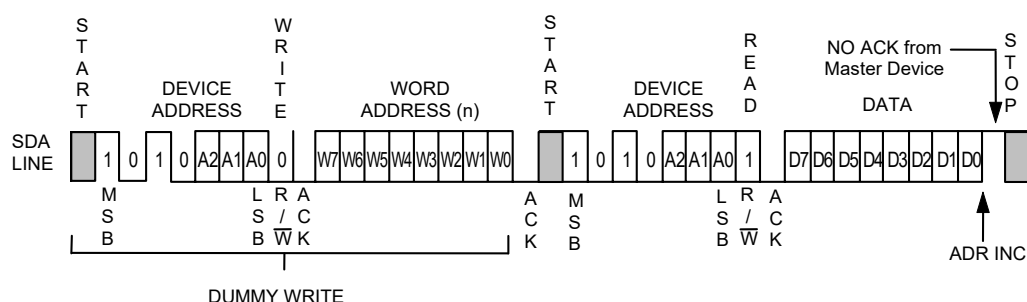 START
WRITE
START
READ
NO ACK from
Master Device
STOP
DEVICE
ADDRESS
WORD
ADDRESS (n)
DEVICE
ADDRESS
DATA
SDA
LINE
1 0 1 0 A2 A1 A0 0 W7 W6 W5 W4 W3 W2 W1 W0 1 0 1 0 A2 A1 A0 1 D7 D6 D5 D4 D3 D2 D1 D0
MSB
LSB
R/W
ACK
ACK
MSB
LSB
R/W
ACK
ADR INC
DUMMY WRITE